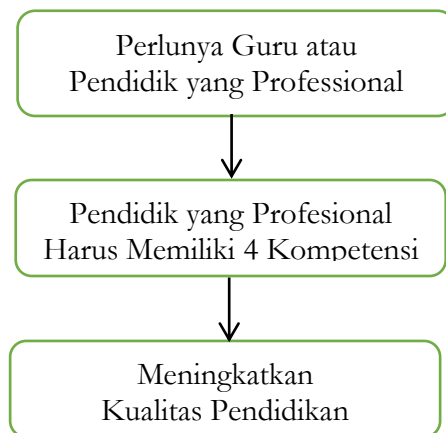 Perlunya Guru atau
Pendidik yang Professional
Pendidik yang Profesional
Harus Memiliki 4 Kompetensi
Meningkatkan
Kualitas Pendidikan